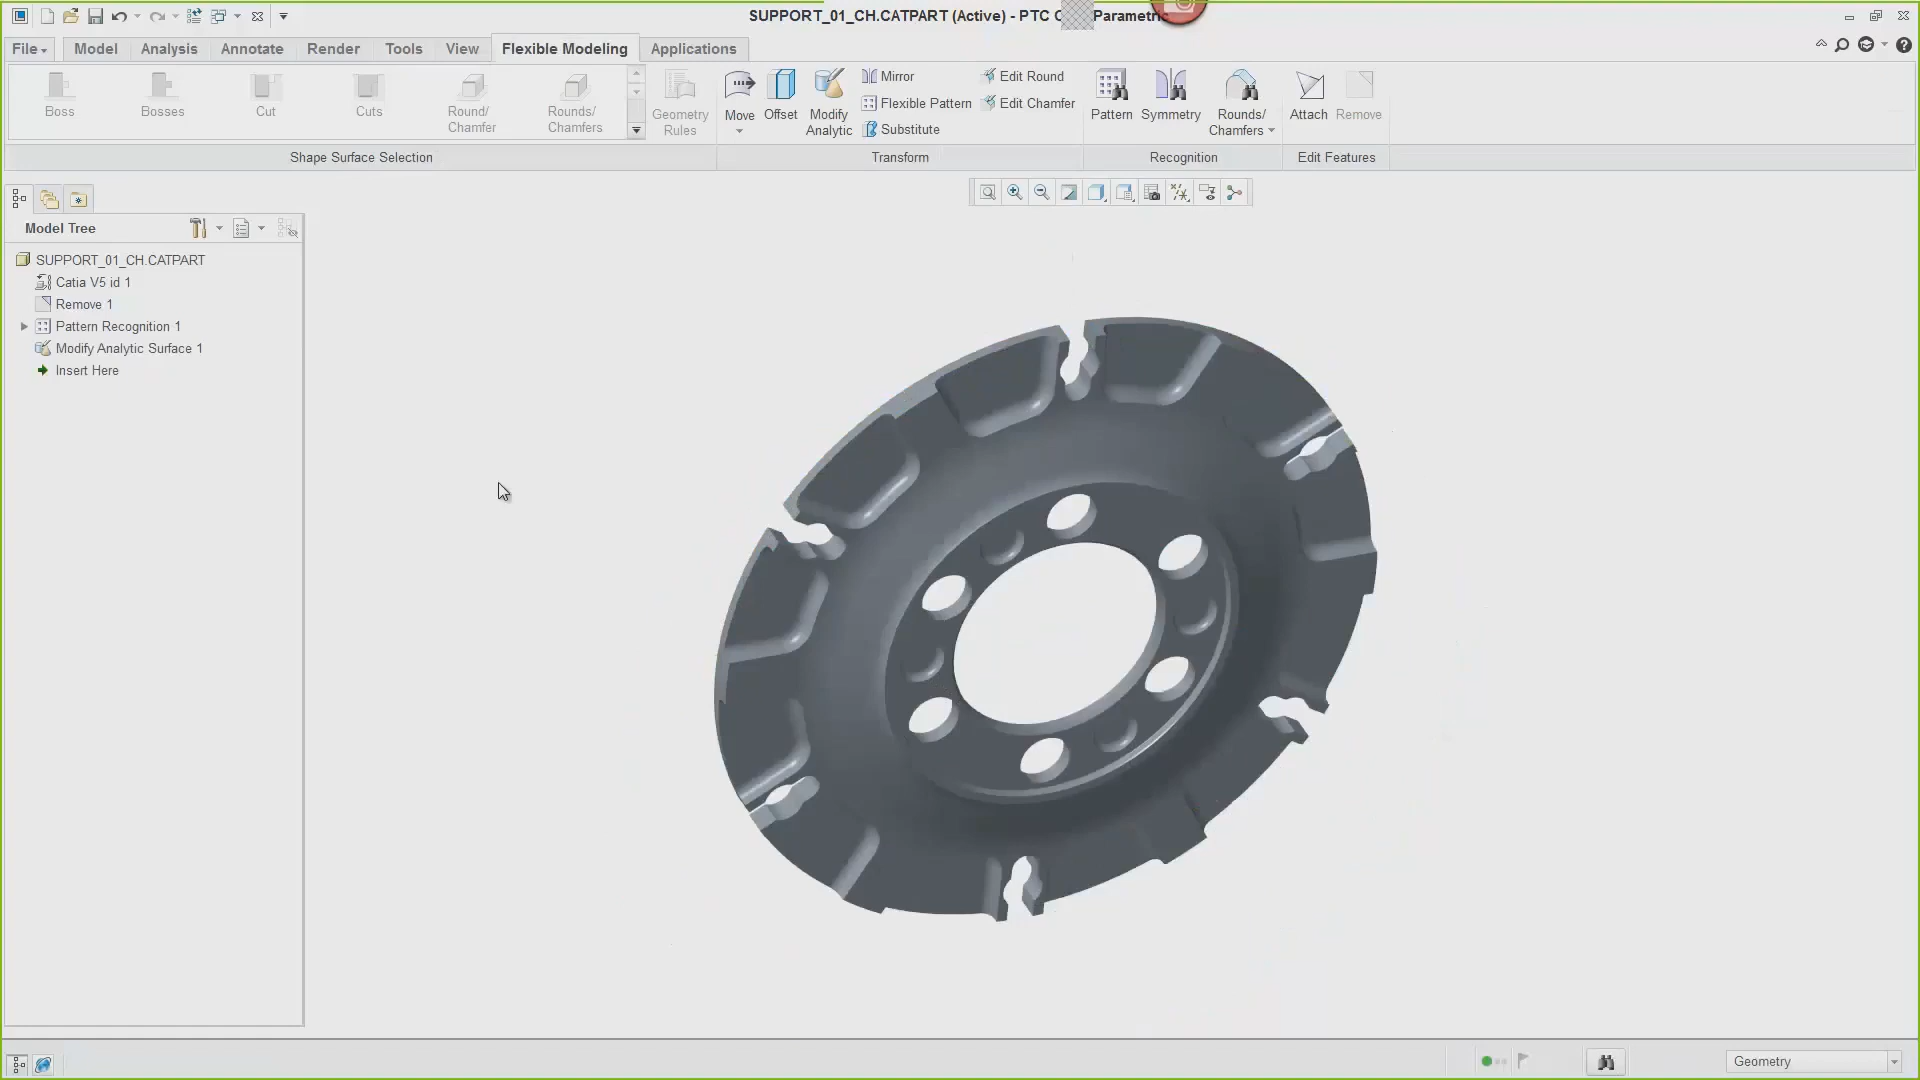 SUPPORT_01_CH.CATPART (Active) - PTC C Parametric
File Model Analysis Annotate Render Tools View Flexible Modeling Applications
Boss Bosses Cut Cuts Round/ Chamfer Rounds/ Chamfers Geometry Rules
Move Offset Modify Analytic
Mirror Edit Round
Flexible Pattern Edit Chamfer
Substitute
Pattern Symmetry Rounds/ Chamfers Attach Remove
Shape Surface Selection Transform Recognition Edit Features
Model Tree
SUPPORT_01_CH.CATPART
Catia V5 id 1
Remove 1
Pattern Recognition 1
Modify Analytic Surface 1
Insert Here
Geometry